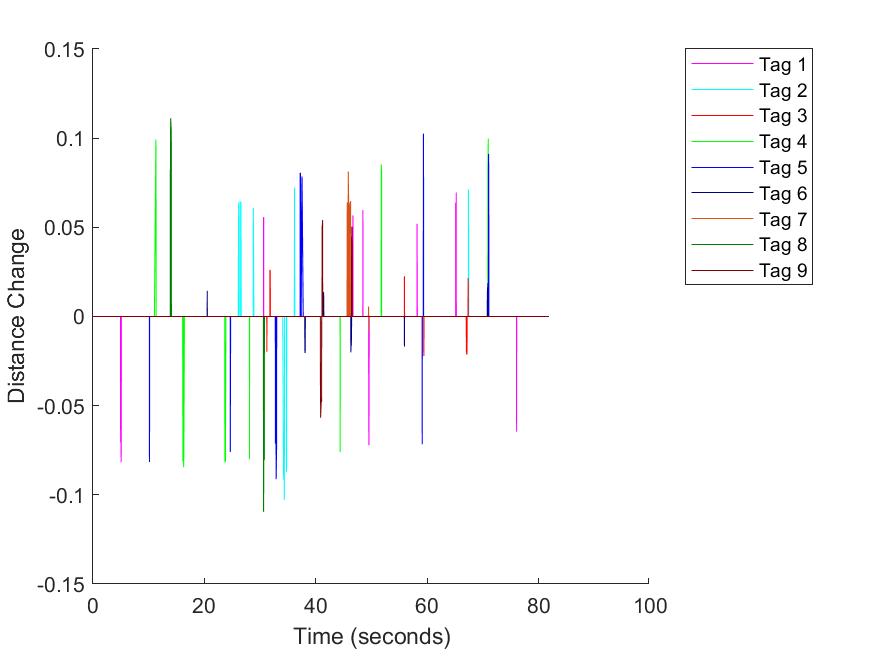 0.15
0.1
0.05
0
-0.05
-0.1
-0.15
Distance Change
0 20 40 60 80 100
Time (seconds)
Tag 1
Tag 2
Tag 3
Tag 4
Tag 5
Tag 6
Tag 7
Tag 8
Tag 9